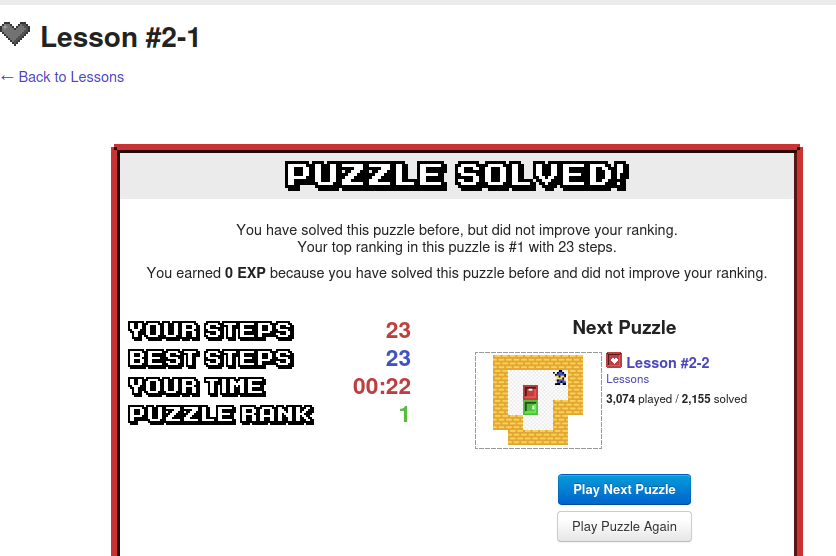 Lesson #2-1
← Back to Lessons
PUZZLE SOLVED!
You have solved this puzzle before, but did not improve your ranking.
Your top ranking in this puzzle is #1 with 23 steps.
You earned 0 EXP because you have solved this puzzle before and did not improve your ranking.
YOUR STEPS 23
BEST STEPS 23
YOUR TIME 00:22
PUZZLE RANK 1
Next Puzzle
Lesson #2-2
Lessons
3,074 played / 2,155 solved
Play Next Puzzle
Play Puzzle Again